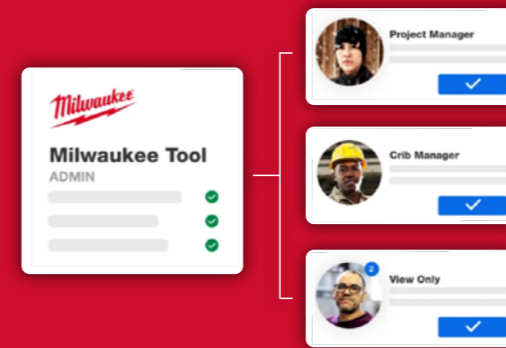 Milwaukee
Milwaukee Tool
ADMIN
Project Manager
Crib Manager
2
View Only